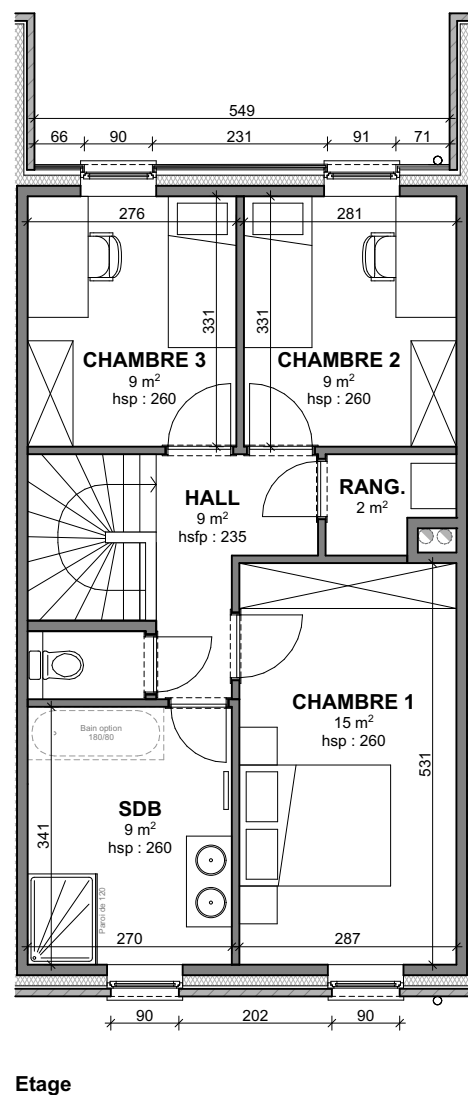 549
66 90 231 91 71
276 281
331 331
CHAMBRE 3
9 m²
hsp : 260
CHAMBRE 2
9 m²
hsp : 260
HALL
9 m²
hsfp : 235
RANG.
2 m²
CHAMBRE 1
15 m²
hsp : 260
531
Bain option
180/80
SDB
9 m²
hsp : 260
341
Paroi de 120
270 287
90 202 90
Etage